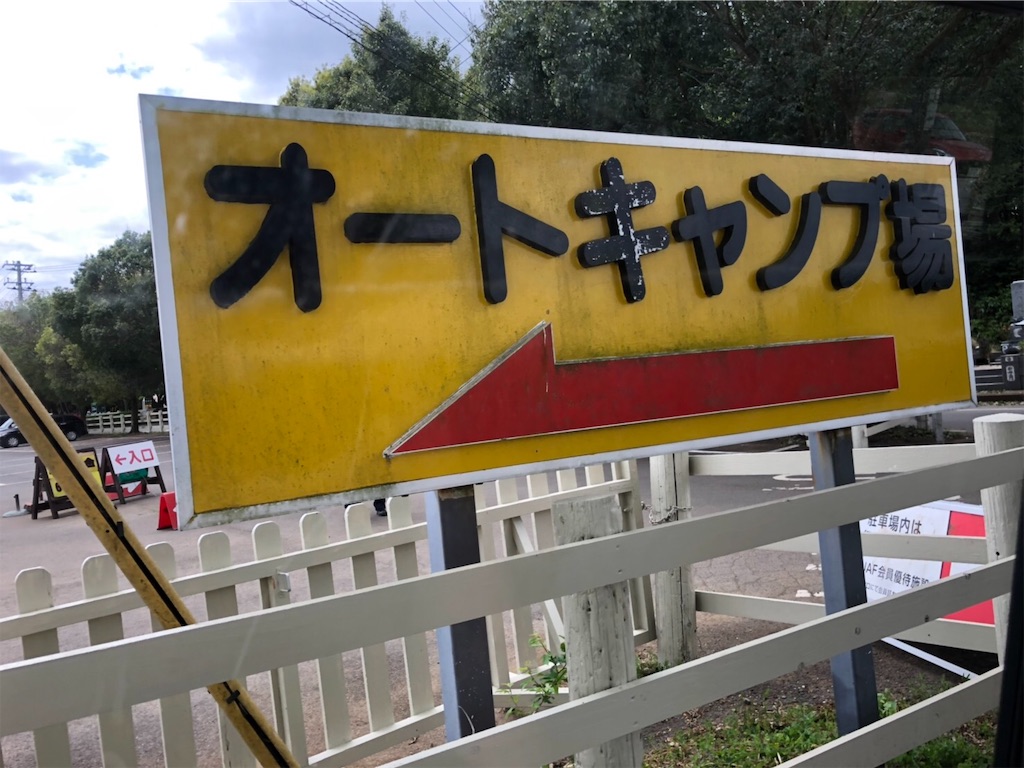 オートキャンプ場
←入口
駐車場内は
JAF会員優待施設